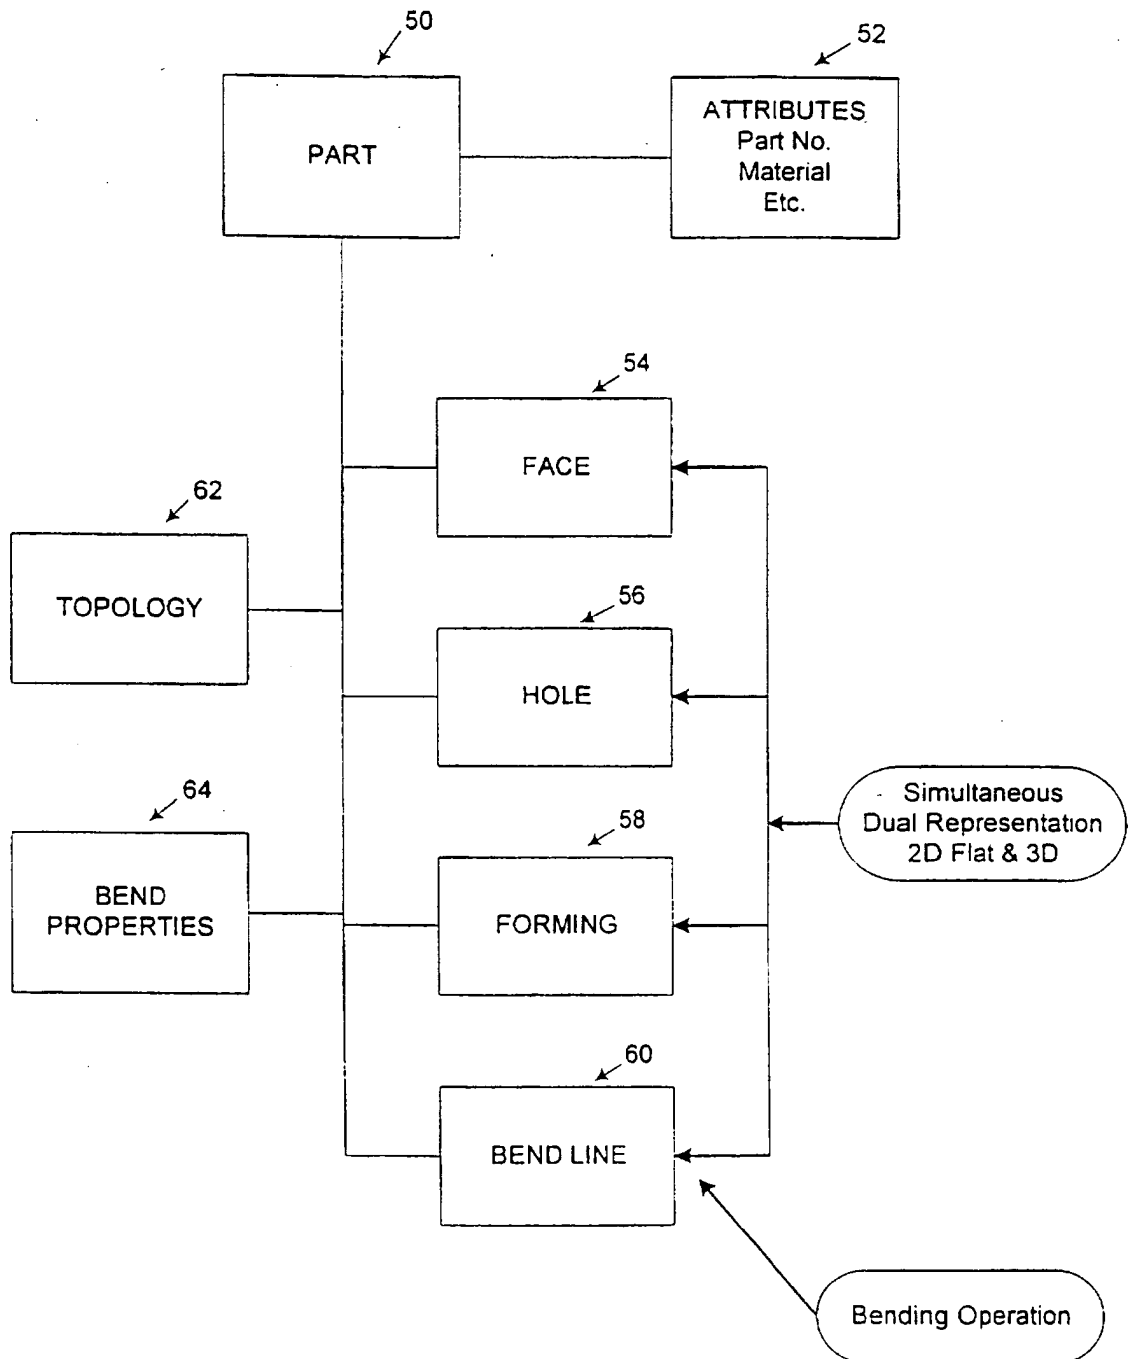 50
52
PART
ATTRIBUTES
Part No.
Material
Etc.
54
FACE
62
TOPOLOGY
56
HOLE
64
BEND
PROPERTIES
58
FORMING
Simultaneous
Dual Representation
2D Flat & 3D
60
BEND LINE
Bending Operation